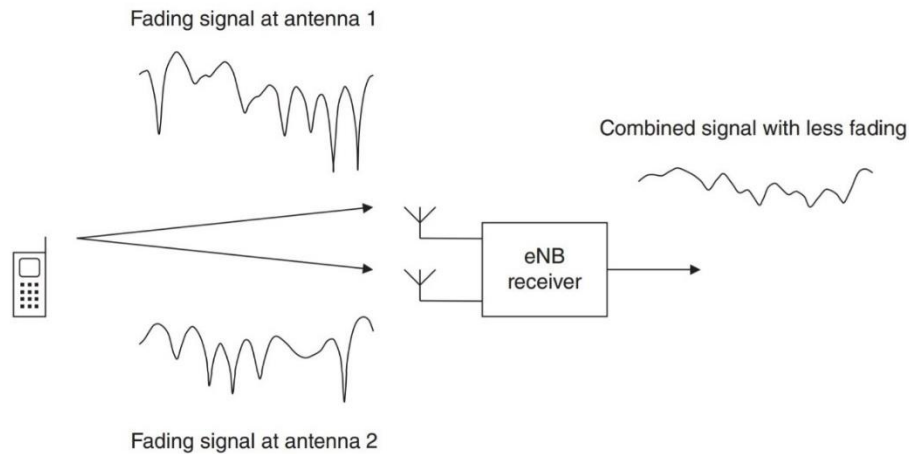 Fading signal at antenna 1
Combined signal with less fading
eNB
receiver
Fading signal at antenna 2